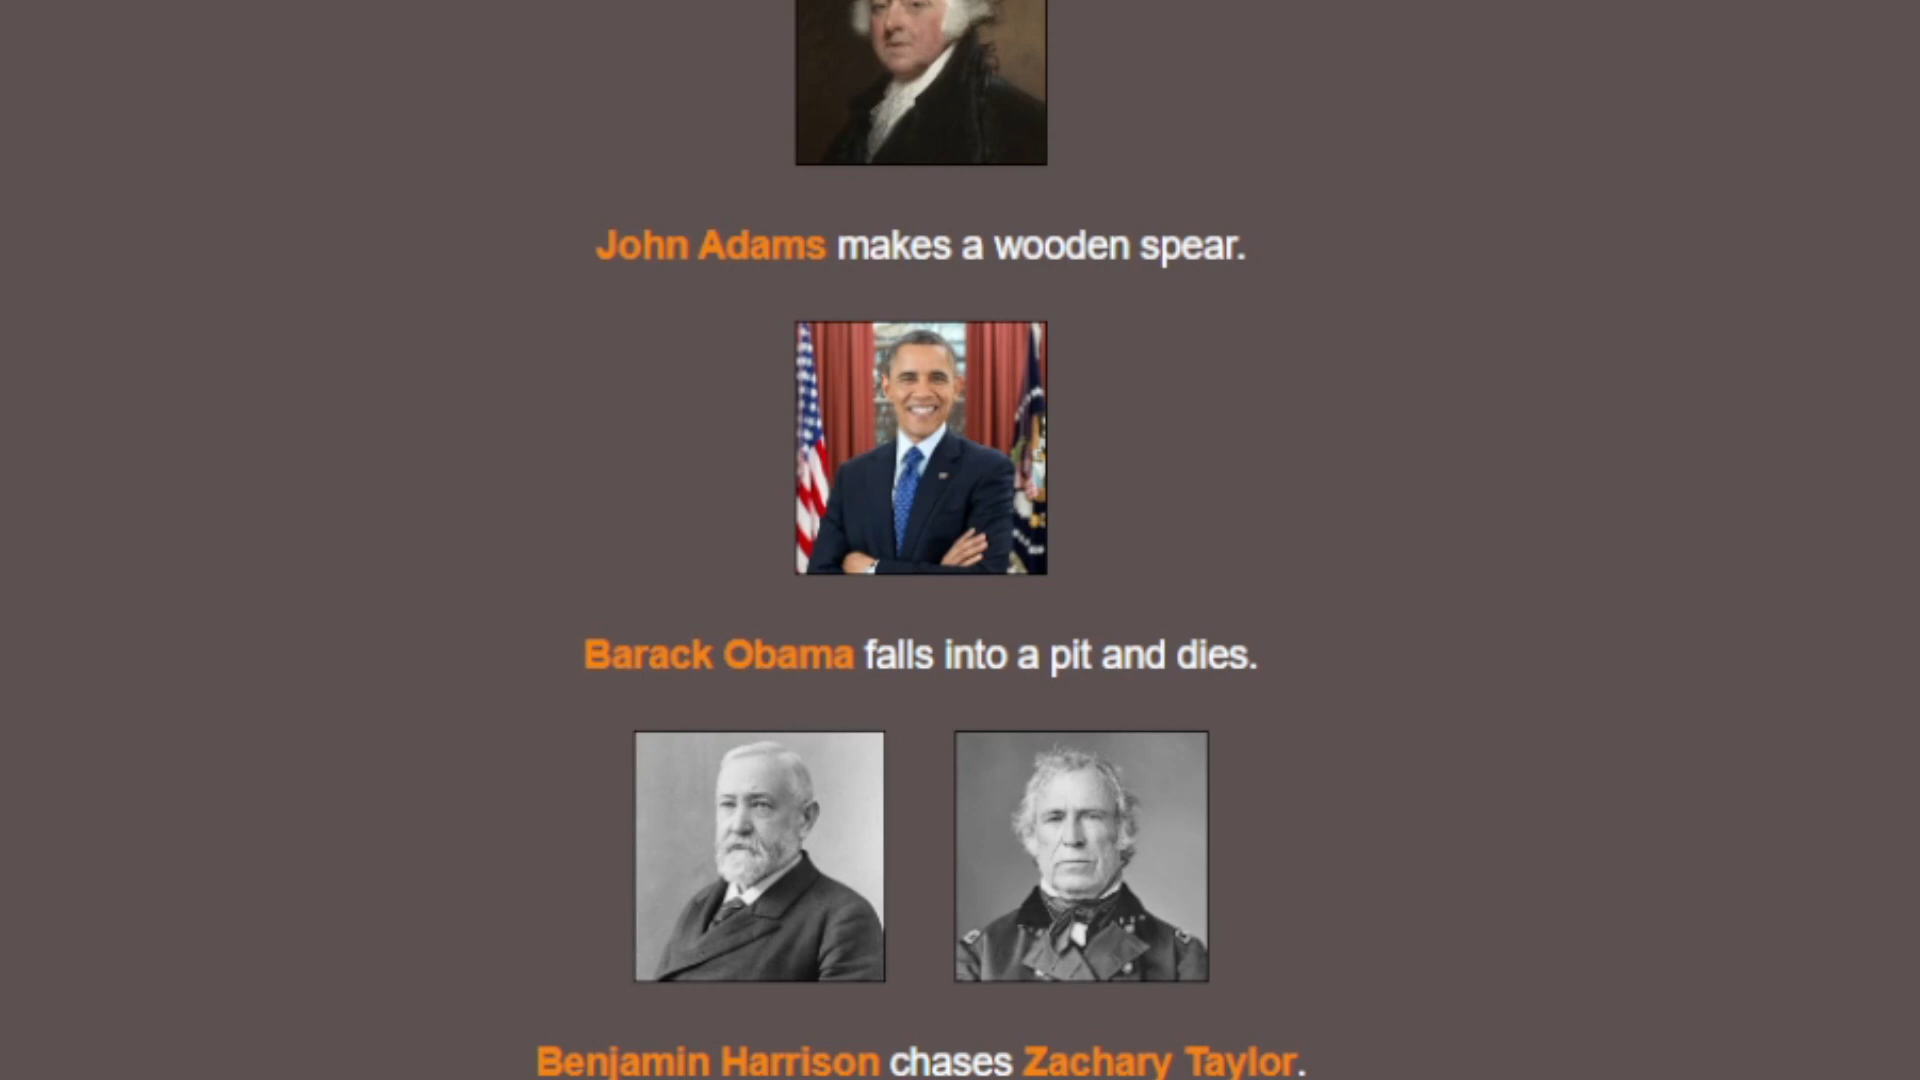 John Adams makes a wooden spear.
Barack Obama falls into a pit and dies.
Benjamin Harrison chases Zachary Taylor.